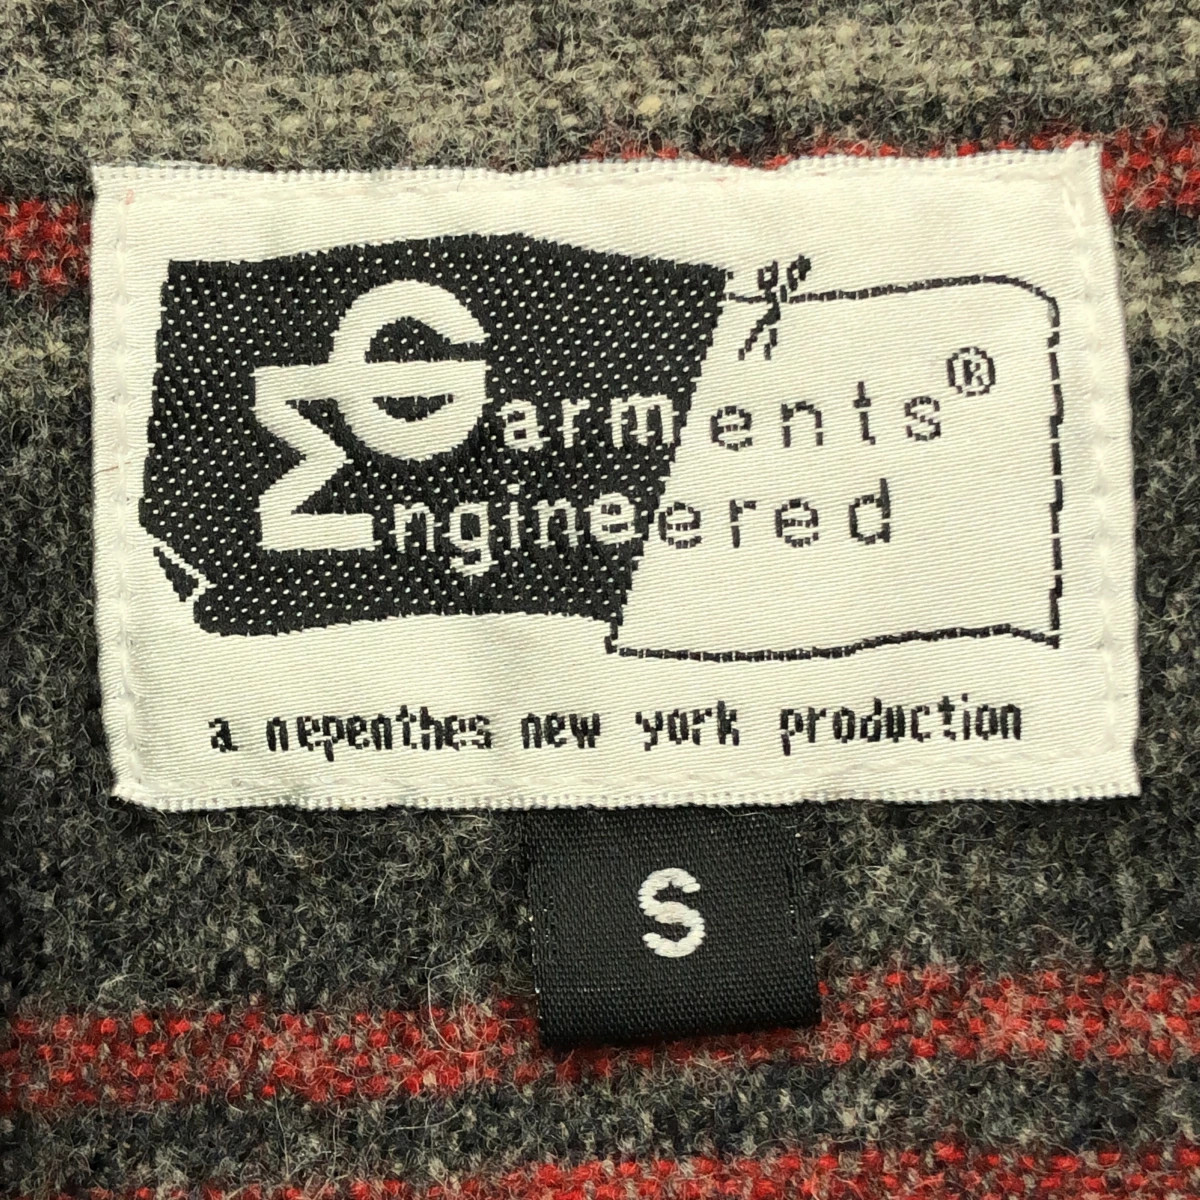 Garments®
Engineered
a nepenthes new york production
S